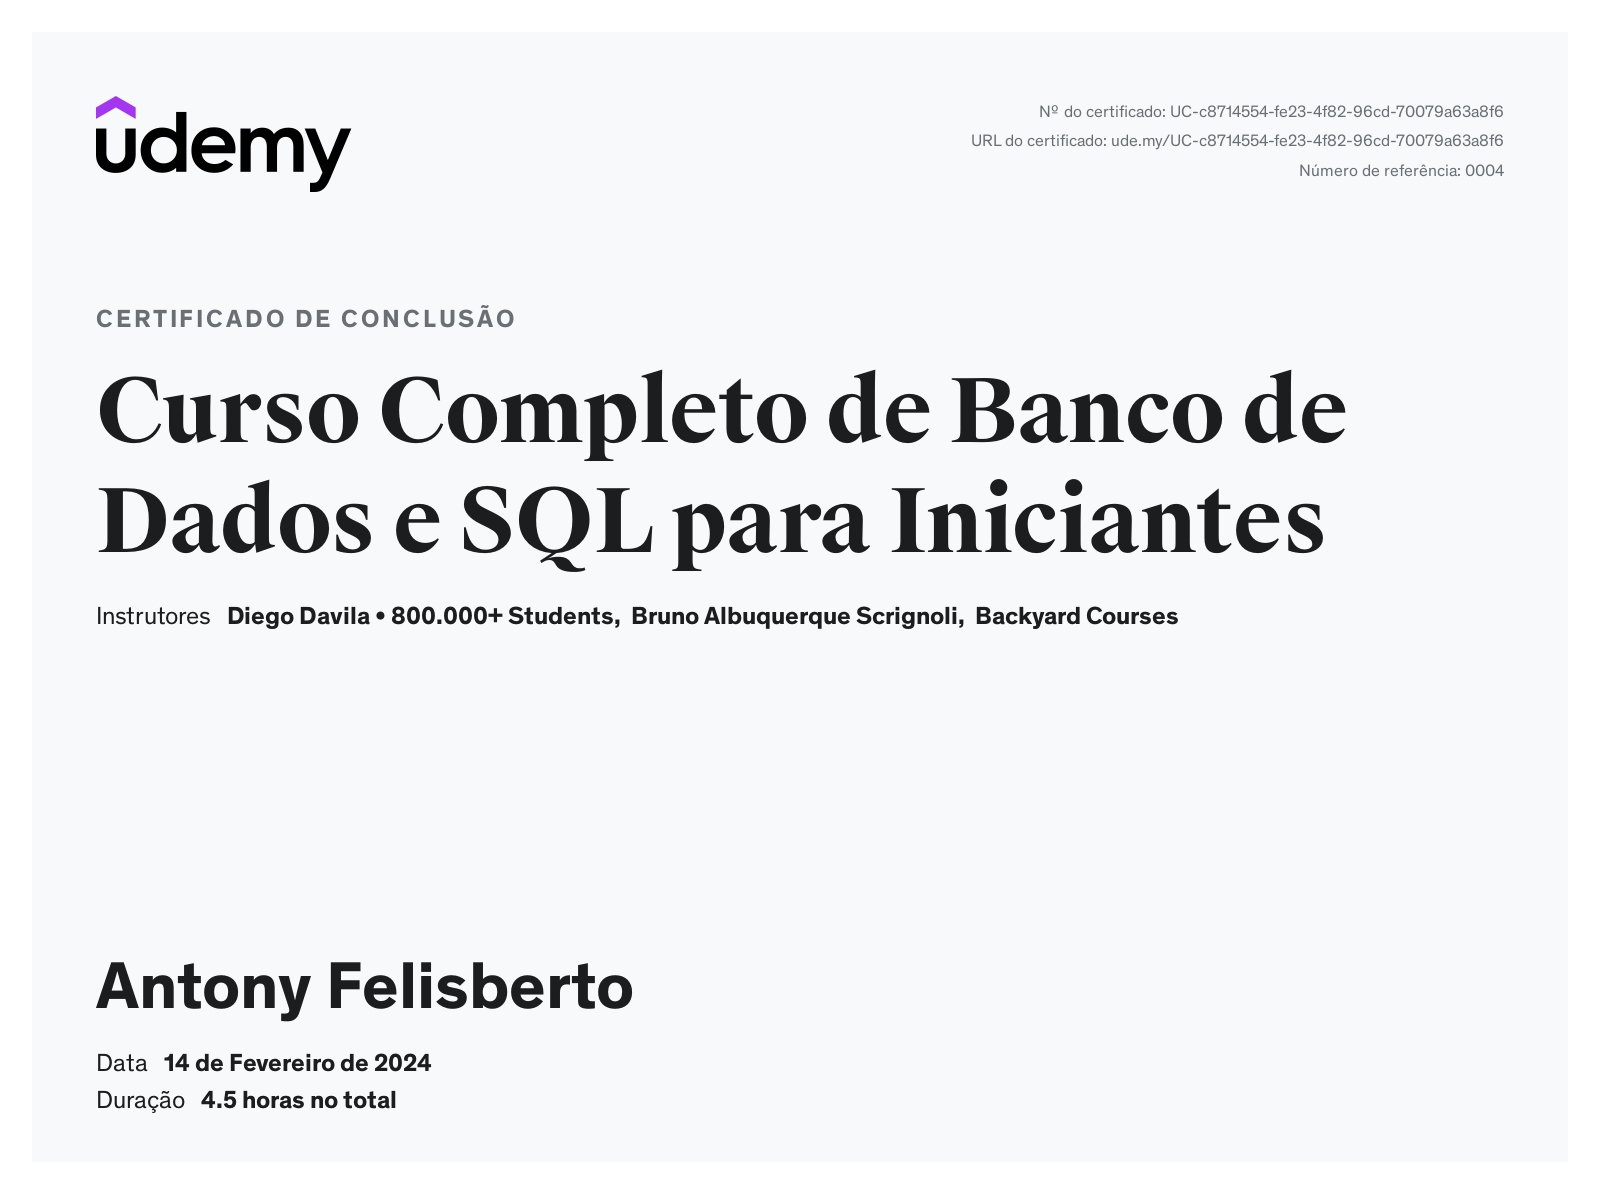 udemy
Nº do certificado: UC-c8714554-fe23-4f82-96cd-70079a63a8f6
URL do certificado: ude.my/UC-c8714554-fe23-4f82-96cd-70079a63a8f6
Número de referência: 0004
CERTIFICADO DE CONCLUSÃO
Curso Completo de Banco de
Dados e SQL para Iniciantes
Instrutores Diego Davila • 800.000+ Students, Bruno Albuquerque Scrignoli, Backyard Courses
Antony Felisberto
Data 14 de Fevereiro de 2024
Duração 4.5 horas no total